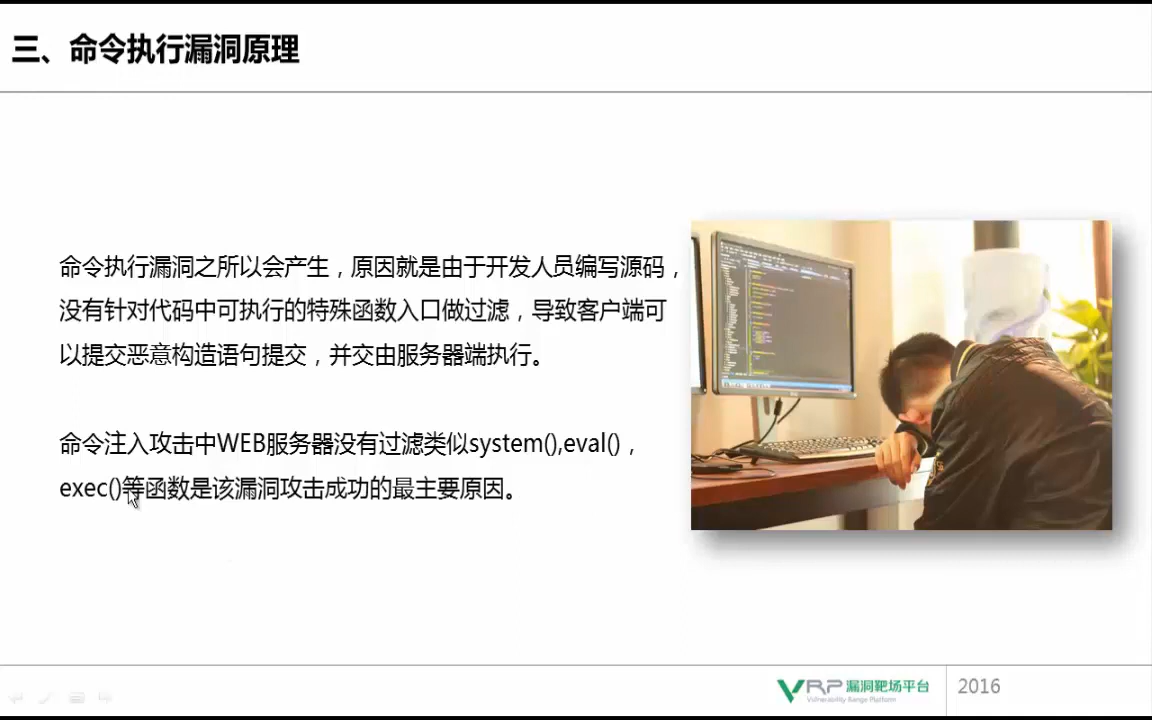 三、命令执行漏洞原理
命令执行漏洞之所以会产生，原因就是由于开发人员编写源码，
没有针对代码中可执行的特殊函数入口做过滤，导致客户端可
以提交恶意构造语句提交，并交由服务器端执行。
命令注入攻击中WEB服务器没有过滤类似system(),eval()，
exec()等函数是该漏洞攻击成功的最主要原因。
VRP 漏洞靶场平台
Vulnerability Range Platform
2016